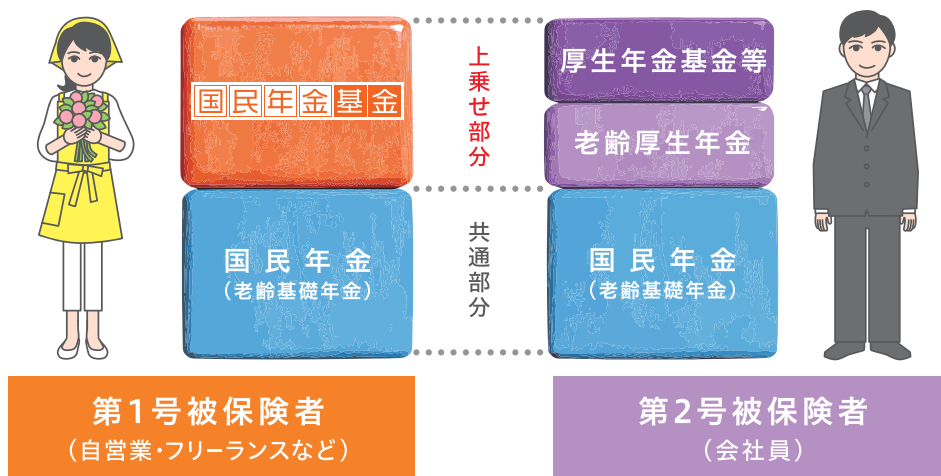 国民年金基金
国民年金
（老齢基礎年金）
第1号被保険者
（自営業・フリーランスなど）
上乗せ部分
共通部分
厚生年金基金等
老齢厚生年金
国民年金
（老齢基礎年金）
第2号被保険者
（会社員）